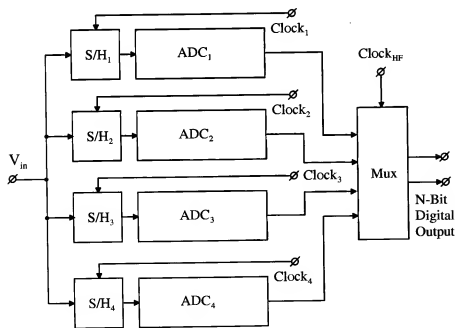 Clock₁
S/H₁
ADC₁
Clock_HF
Clock₂
S/H₂
ADC₂
V_in
Mux
Clock₃
S/H₃
ADC₃
N-Bit
Digital
Output
Clock₄
S/H₄
ADC₄